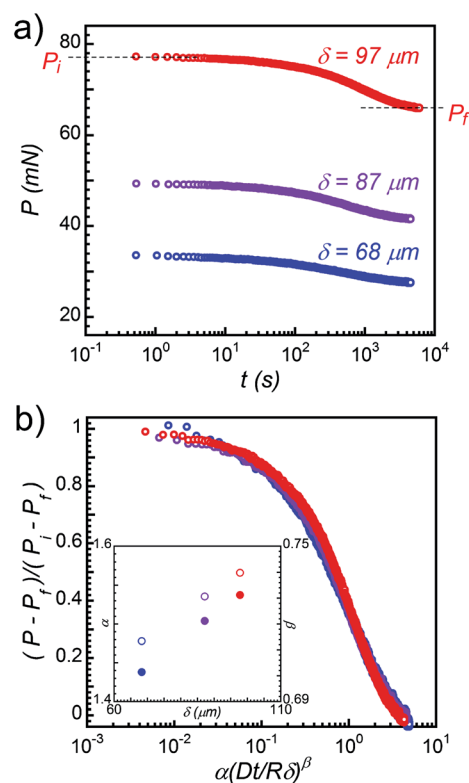 a)
80
60
40
20
P (mN)
P_i
P_f
δ = 97 μm
δ = 87 μm
δ = 68 μm
10^-1 10^0 10^1 10^2 10^3 10^4
t (s)
b)
1
0.8
0.6
0.4
0.2
0
(P - P_f)/(P_i - P_f)
1.6 0.75
α β
1.4 0.69
60 δ (μm) 110
10^-3 10^-2 10^-1 10^0 10^1
α(Dt/Rδ)^β